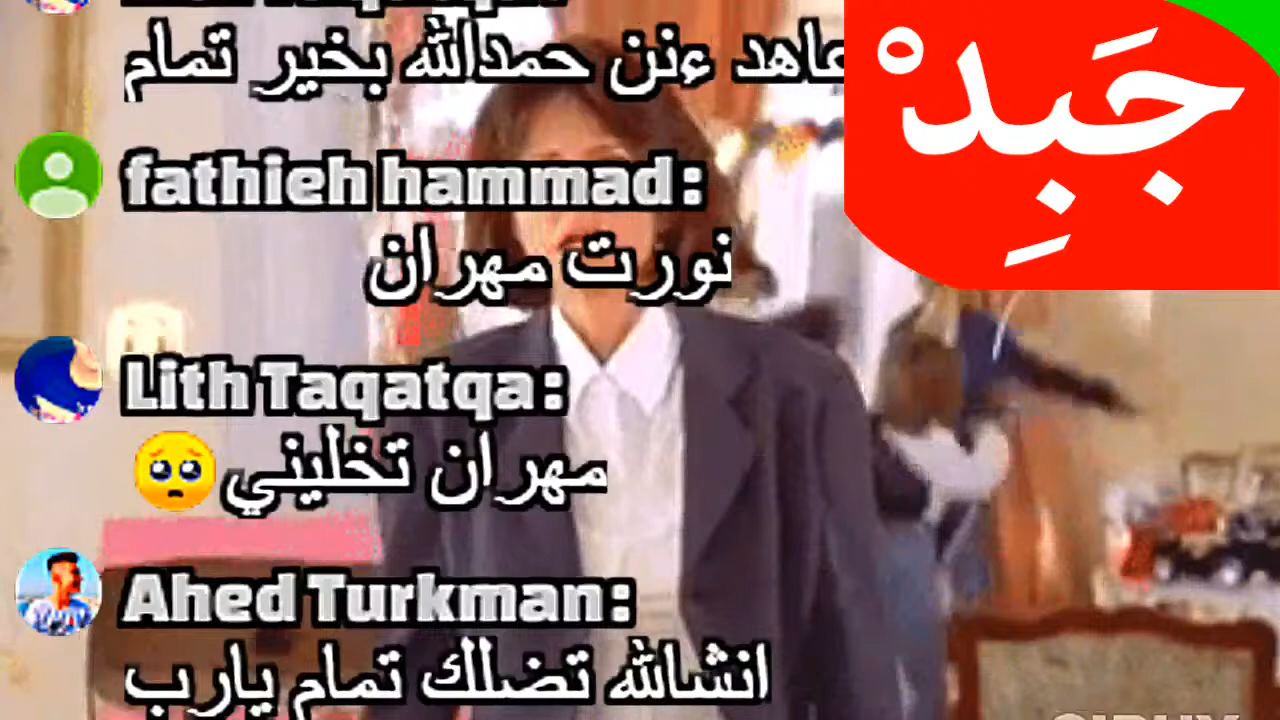 عاهد ءنن حمدالله بخير تمام
جَبِدْ
fathieh hammad:
نورت مهران
Lith Taqatqa:
مهران تخليني🥺
Ahed Turkman:
انشالله تضلك تمام يارب